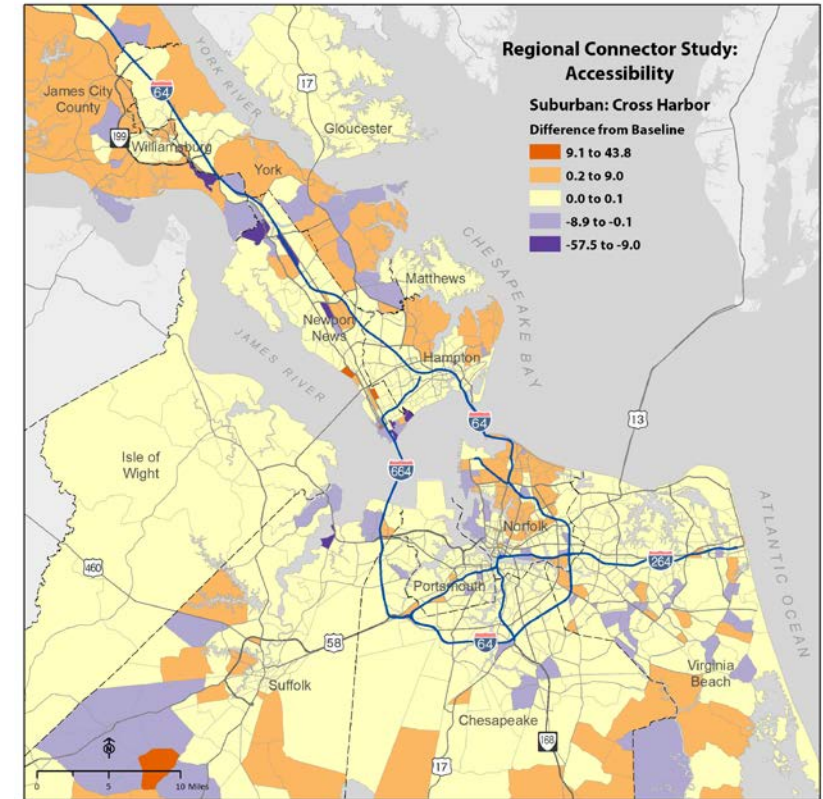 Regional Connector Study:
Accessibility
Suburban: Cross Harbor
Difference from Baseline
9.1 to 43.8
0.2 to 9.0
0.0 to 0.1
-8.9 to -0.1
-57.5 to -9.0
YORK RIVER
17
James City
County
64
Gloucester
199
Williamsburg
York
CHESAPEAKE BAY
Matthews
Newport
News
JAMES RIVER
Hampton
64
13
Isle of
Wight
664
ATLANTIC OCEAN
Norfolk
264
460
Portsmouth
58
64
Virginia
Beach
Suffolk
Chesapeake
168
17
N
0 5 10 Miles